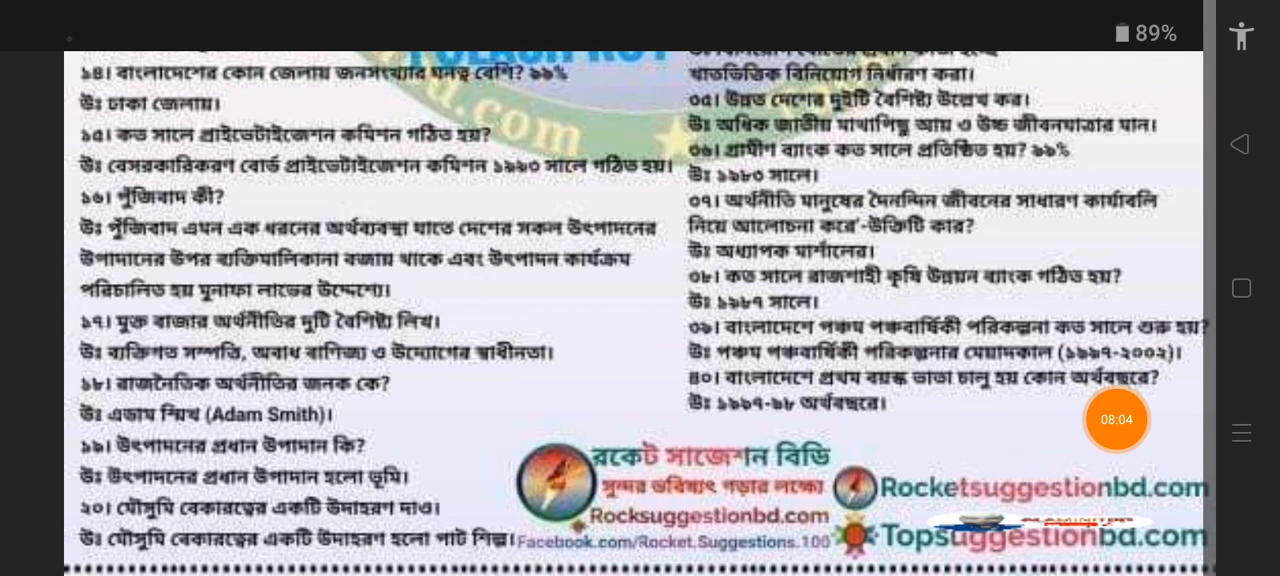 89%
১৪। বাংলাদেশের কোন জেলায় জনসংখ্যার ঘনত্ব বেশি? ৯৯%
উঃ ঢাকা জেলায়।
১৫। কত সালে প্রাইভেটাইজেশন কমিশন গঠিত হয়?
উঃ বেসরকারিকরণ বোর্ড প্রাইভেটাইজেশন কমিশন ১৯৯৩ সালে গঠিত হয়।
১৬। পুঁজিবাদ কী?
উঃ পুঁজিবাদ এমন এক ধরনের অর্থব্যবস্থা যাতে দেশের সকল উৎপাদনের
উপাদানের উপর ব্যক্তিমালিকানা বজায় থাকে এবং উৎপাদন কার্যক্রম
পরিচালিত হয় মুনাফা লাভের উদ্দেশ্যে।
১৭। মুক্ত বাজার অর্থনীতির দুটি বৈশিষ্ট্য লিখ।
উঃ ব্যক্তিগত সম্পত্তি, অবাধ বাণিজ্য ও উদ্যোগের স্বাধীনতা।
১৮। রাজনৈতিক অর্থনীতির জনক কে?
উঃ এডাম স্মিথ (Adam Smith)।
১৯। উৎপাদনের প্রধান উপাদান কি?
উঃ উৎপাদনের প্রধান উপাদান হলো ভূমি।
২০। মৌসুমি বেকারত্বের একটি উদাহরণ দাও।
উঃ মৌসুমি বেকারত্বের একটি উদাহরণ হলো পাট শিল্প।
খাতভিত্তিক বিনিয়োগ নির্ধারণ করা।
৩৫। উন্নত দেশের দুইটি বৈশিষ্ট্য উল্লেখ কর।
উঃ অধিক জাতীয় মাথাপিছু আয় ও উচ্চ জীবনযাত্রার মান।
৩৬। গ্রামীণ ব্যাংক কত সালে প্রতিষ্ঠিত হয়? ৯৯%
উঃ ১৯৮৩ সালে।
৩৭। অর্থনীতি মানুষের দৈনন্দিন জীবনের সাধারণ কার্যাবলি
নিয়ে আলোচনা করে'-উক্তিটি কার?
উঃ অধ্যাপক মার্শালের।
৩৮। কত সালে রাজশাহী কৃষি উন্নয়ন ব্যাংক গঠিত হয়?
উঃ ১৯৮৭ সালে।
৩৯। বাংলাদেশে পঞ্চম পঞ্চবার্ষিকী পরিকল্পনা কত সালে শুরু হয়?
উঃ পঞ্চম পঞ্চবার্ষিকী পরিকল্পনার মেয়াদকাল (১৯৯৭-২০০২)।
৪০। বাংলাদেশে প্রথম বয়স্ক ভাতা চালু হয় কোন অর্থবছরে?
উঃ ১৯৯৭-৯৮ অর্থবছরে।
08:04
রকেট সাজেশন বিডি
সুন্দর ভবিষ্যৎ গড়ার লক্ষ্যে
Rocksuggestionbd.com
Facebook.com/Rocket.Suggestions.100
Rocketsuggestionbd.com
Topsuggestionbd.com
d.com